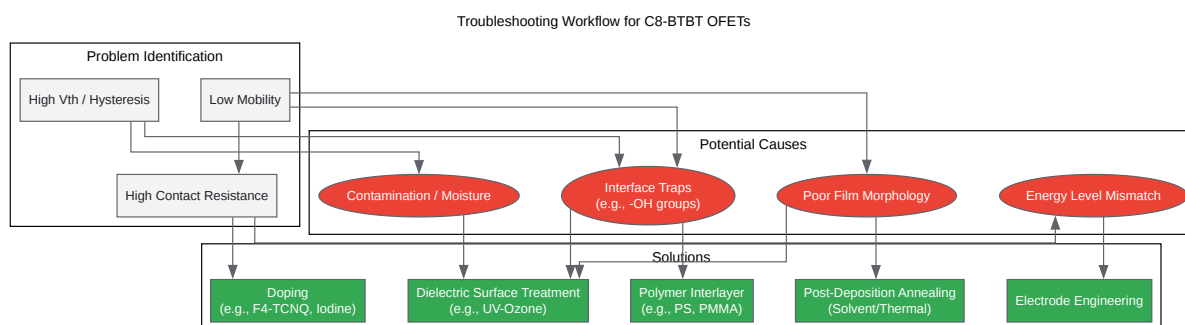 Troubleshooting Workflow for C8-BTBT OFETs
Problem Identification
High Vth / Hysteresis
Low Mobility
Potential Causes
High Contact Resistance
Contamination / Moisture
Interface Traps
(e.g., -OH groups)
Poor Film Morphology
Energy Level Mismatch
Solutions
Doping
(e.g., F4-TCNQ, Iodine)
Dielectric Surface Treatment
(e.g., UV-Ozone)
Polymer Interlayer
(e.g., PS, PMMA)
Post-Deposition Annealing
(Solvent/Thermal)
Electrode Engineering